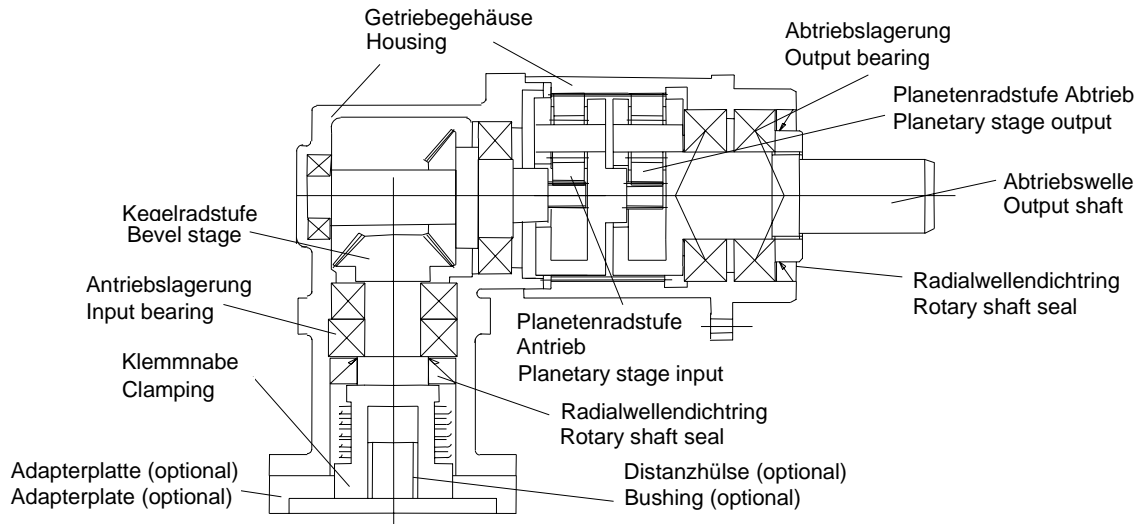 Getriebegehäuse
Housing
Abtriebslagerung
Output bearing
Planetenradstufe Abtrieb
Planetary stage output
Abtriebswelle
Output shaft
Kegelradstufe
Bevel stage
Antriebslagerung
Input bearing
Radialwellendichtring
Rotary shaft seal
Planetenradstufe
Antrieb
Planetary stage input
Klemmnabe
Clamping
Radialwellendichtring
Rotary shaft seal
Adapterplatte (optional)
Adapterplate (optional)
Distanzhülse (optional)
Bushing (optional)